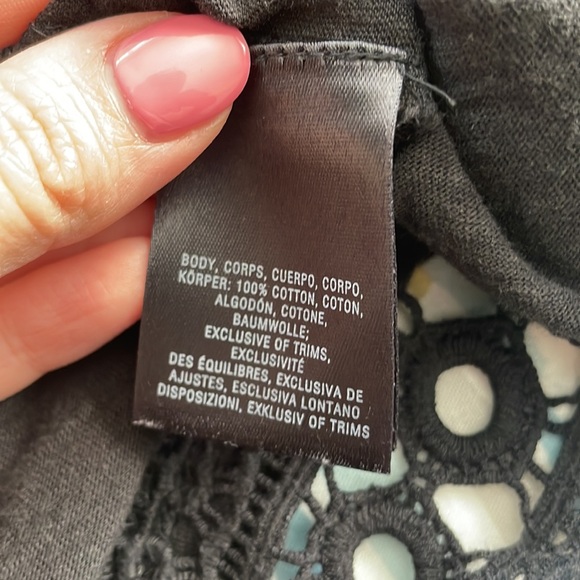 BODY, CORPS, CUERPO, CORPO,
KÖRPER: 100% COTTON, COTON,
ALGODÓN, COTONE,
BAUMWOLLE;
EXCLUSIVE OF TRIMS,
EXCLUSIVITÉ
DES ÉQUILIBRES, EXCLUSIVA DE
AJUSTES, ESCLUSIVA LONTANO
DISPOSIZIONI, EXKLUSIV OF TRIMS